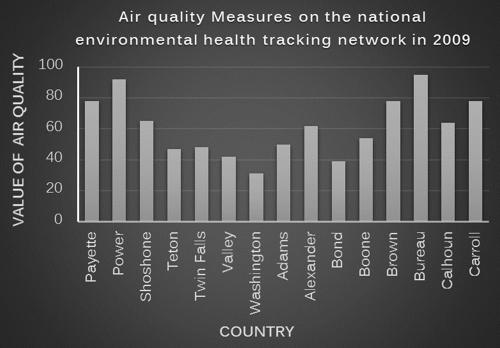 Air quality Measures on the national
environmental health tracking network in 2009
VALUE OF AIR QUALITY
100
80
60
40
20
0
Payette
Power
Shoshone
Teton
Twin Falls
Valley
Washington
Adams
Alexander
Bond
Boone
Brown
Bureau
Calhoun
Carroll
COUNTRY